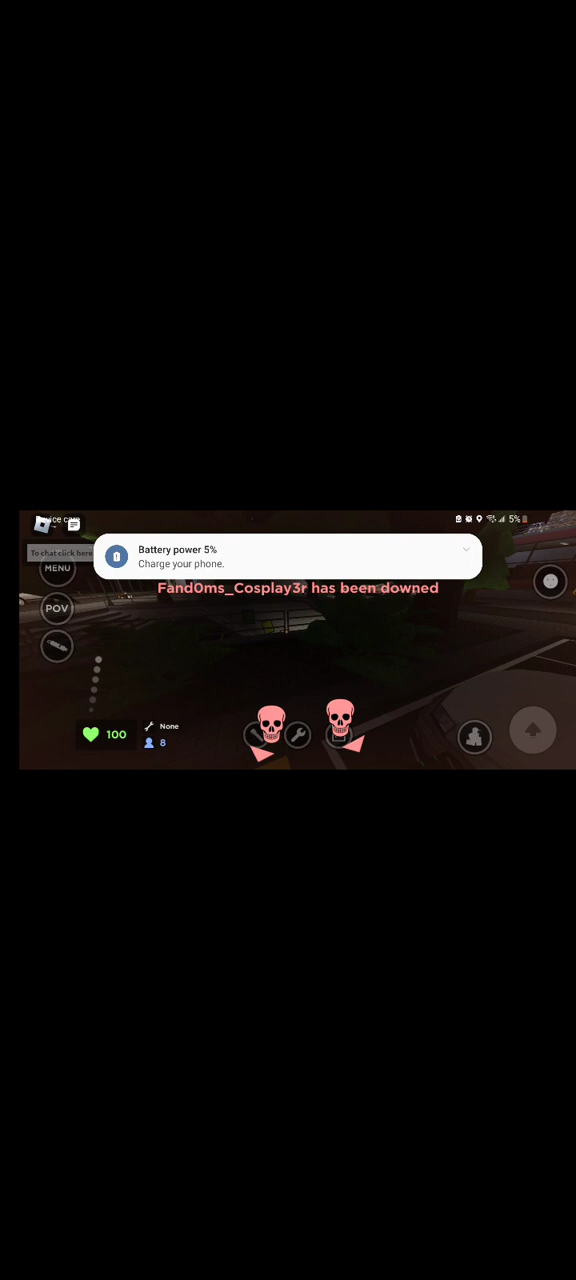 5%
To chat click here
Battery power 5%
Charge your phone.
MENU
Fand0ms_Cosplay3r has been downed
POV
None
100
8